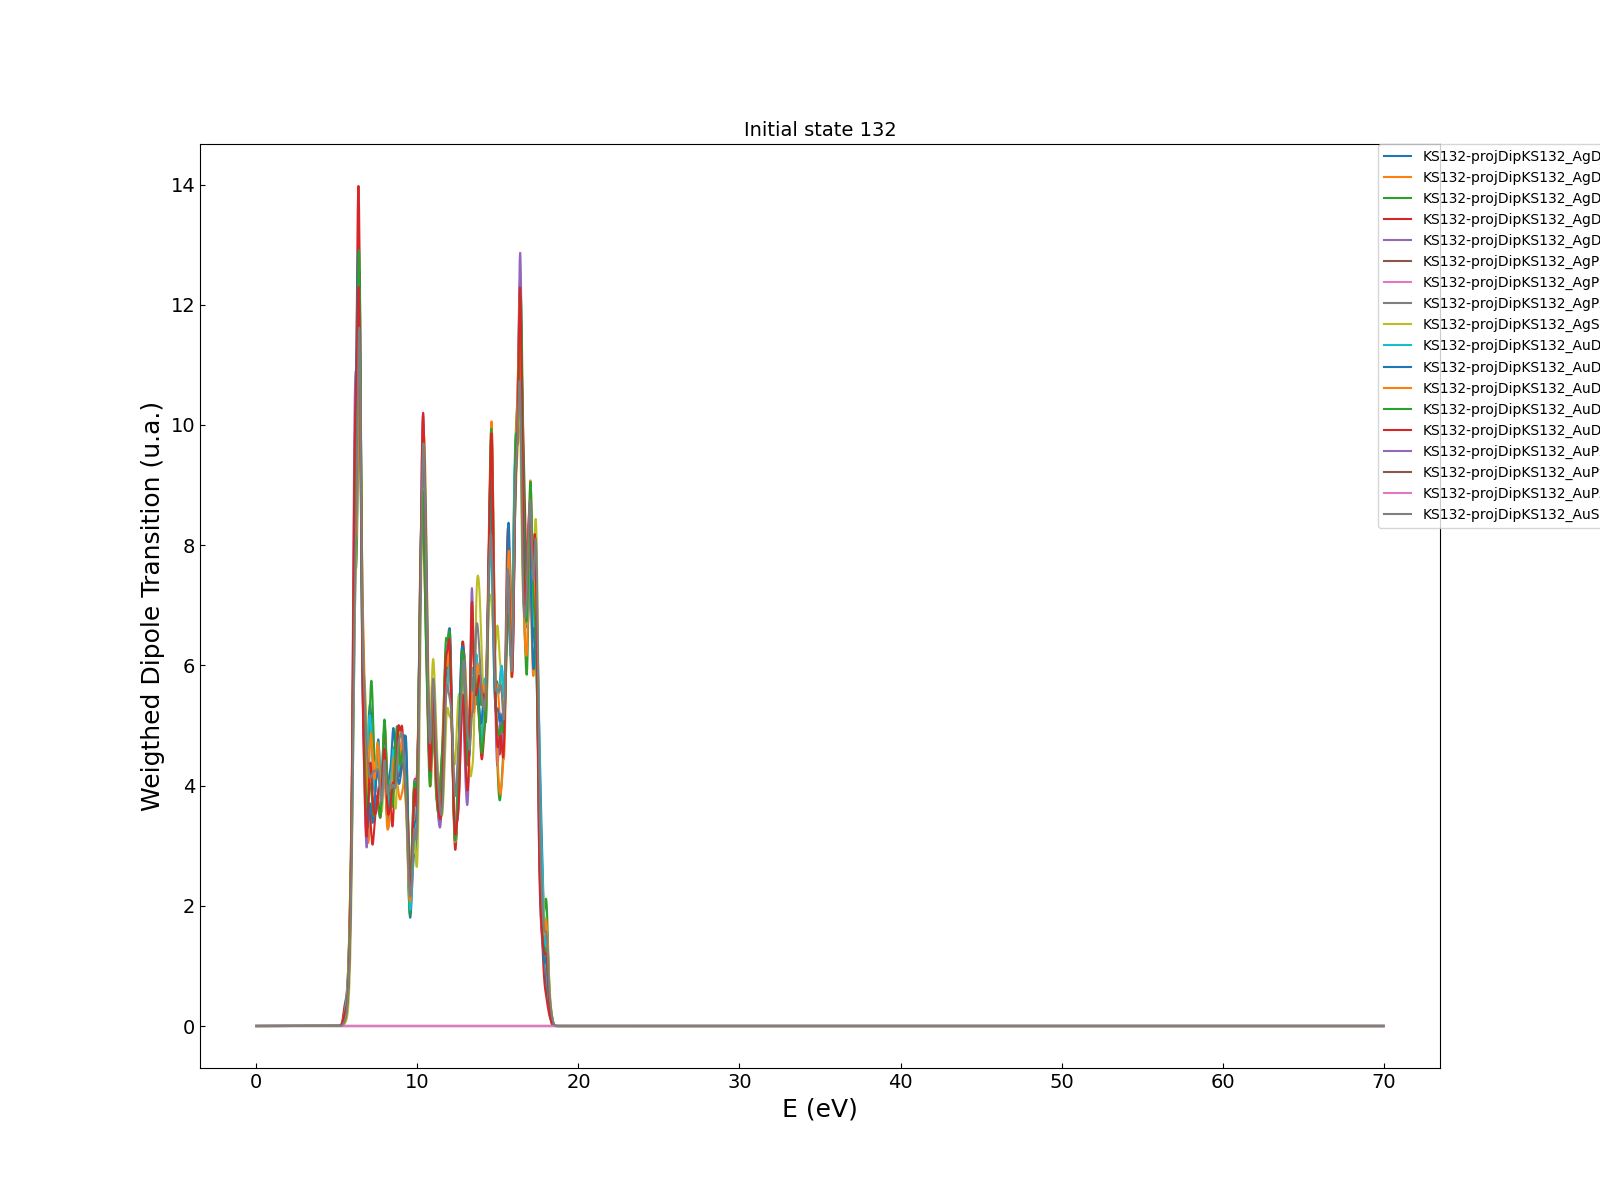 Initial state 132
14
12
10
8
6
4
2
0
Weigthed Dipole Transition (u.a.)
0 10 20 30 40 50 60 70
E (eV)
KS132-projDipKS132_AgD
KS132-projDipKS132_AgD
KS132-projDipKS132_AgD
KS132-projDipKS132_AgD
KS132-projDipKS132_AgD
KS132-projDipKS132_AgP
KS132-projDipKS132_AgP
KS132-projDipKS132_AgP
KS132-projDipKS132_AgS
KS132-projDipKS132_AuD
KS132-projDipKS132_AuD
KS132-projDipKS132_AuD
KS132-projDipKS132_AuD
KS132-projDipKS132_AuD
KS132-projDipKS132_AuP
KS132-projDipKS132_AuP
KS132-projDipKS132_AuP
KS132-projDipKS132_AuS